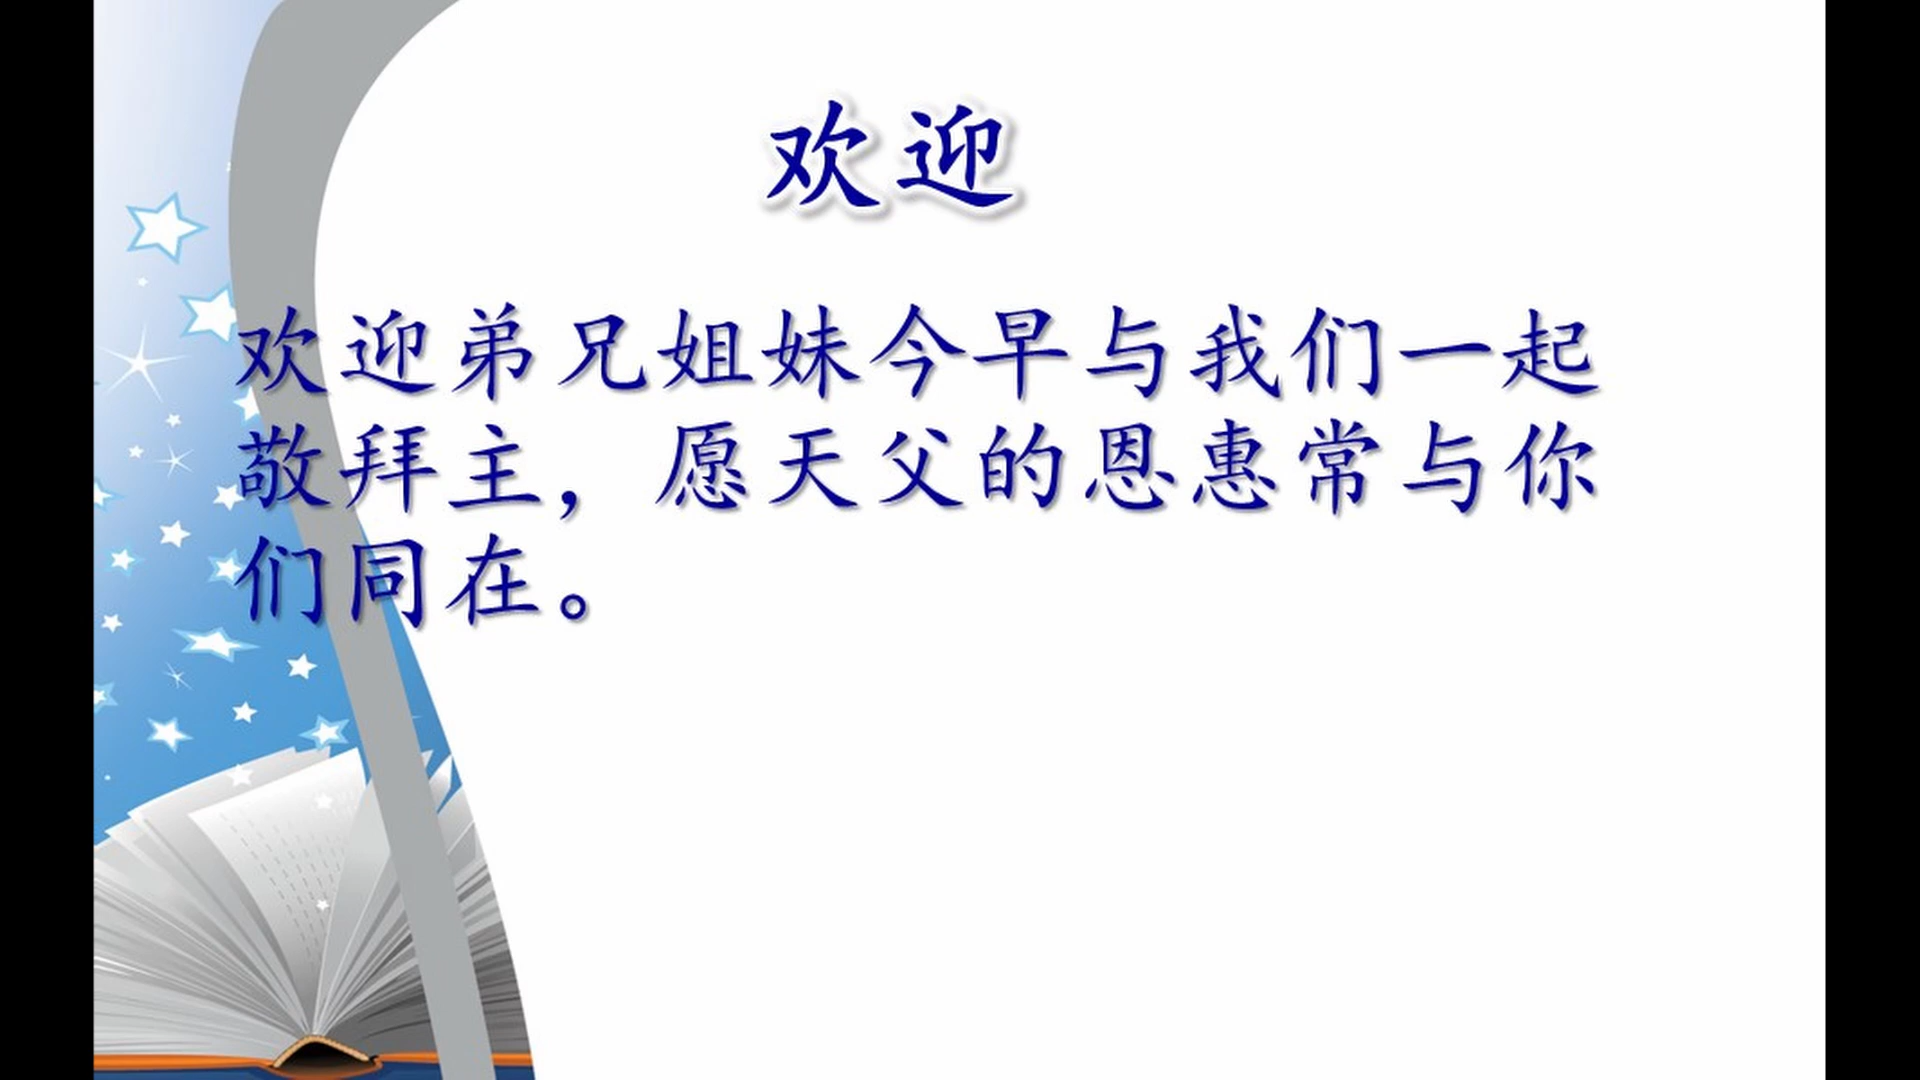 欢迎
欢迎弟兄姐妹今早与我们一起
敬拜主，愿天父的恩惠常与你
们同在。